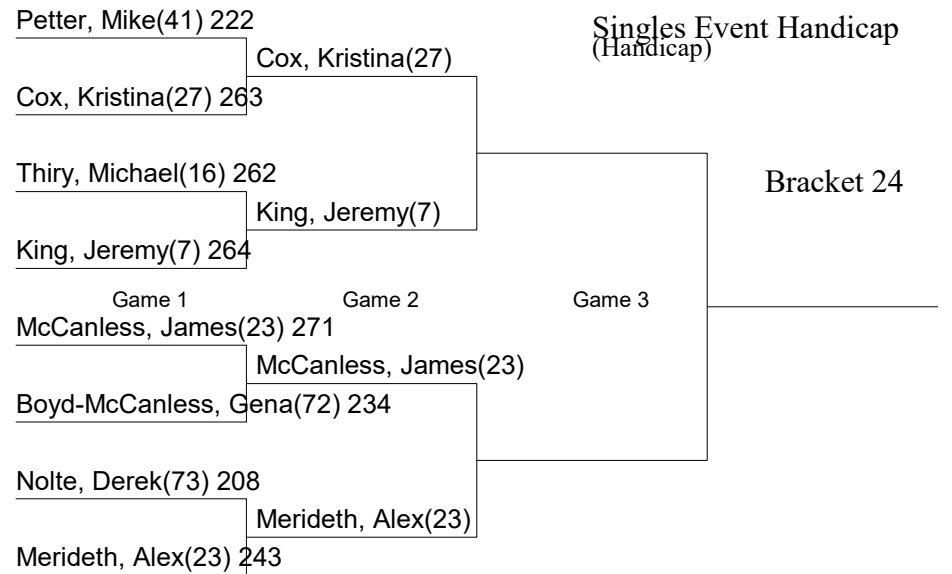 Petter, Mike(41) 222
Singles Event Handicap
(Handicap)
Cox, Kristina(27)
Cox, Kristina(27) 263
Thiry, Michael(16) 262
Bracket 24
King, Jeremy(7)
King, Jeremy(7) 264
Game 1
Game 2
Game 3
McCanless, James(23) 271
McCanless, James(23)
Boyd-McCanless, Gena(72) 234
Nolte, Derek(73) 208
Merideth, Alex(23)
Merideth, Alex(23) 243